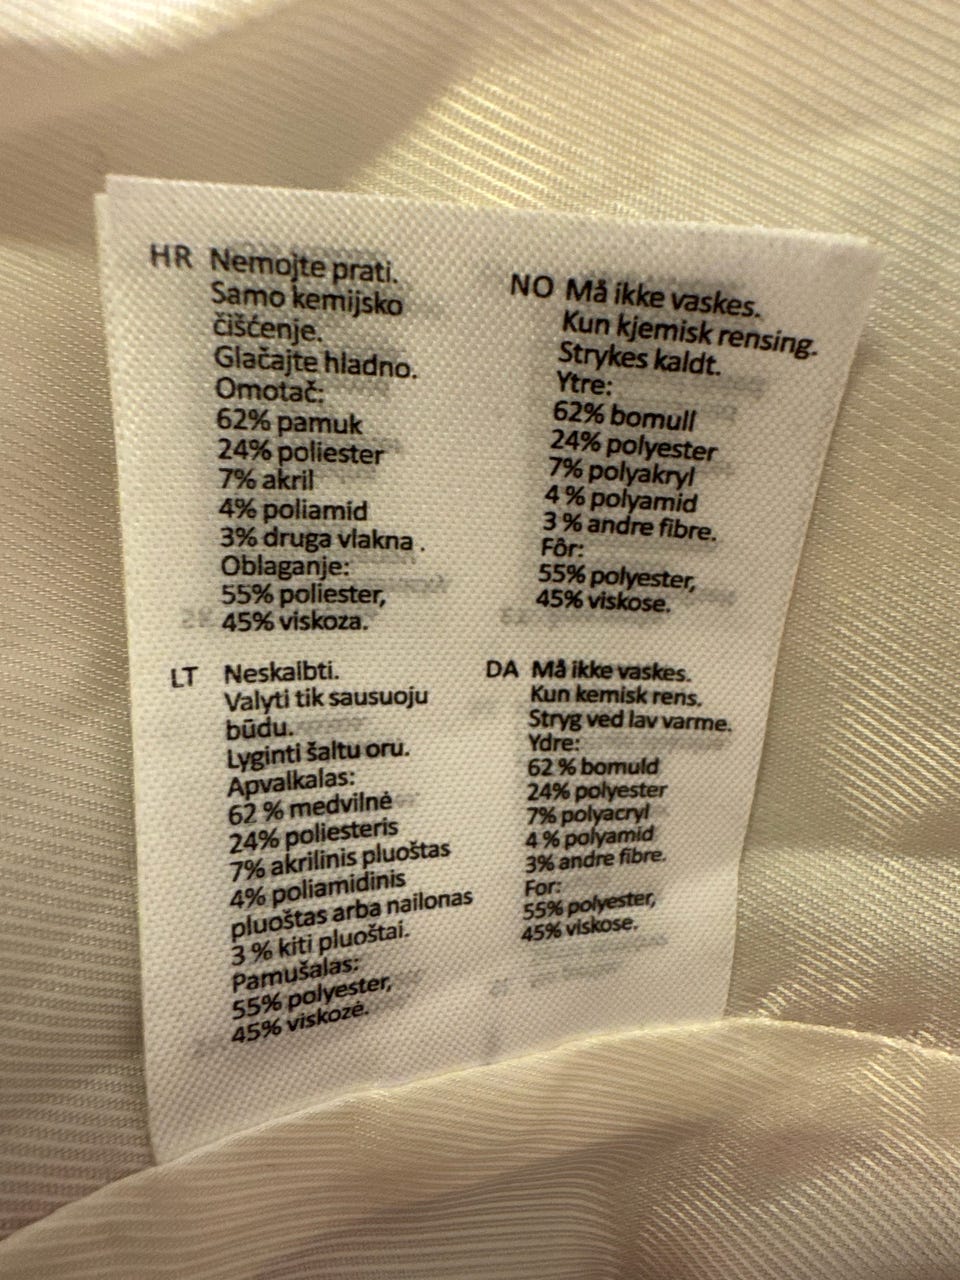 HR Nemojte prati.
Samo kemijsko
čišćenje.
Glačajte hladno.
Omotač:
62% pamuk
24% poliester
7% akril
4% poliamid
3% druga vlakna .
Oblaganje:
55% poliester,
45% viskoza.
NO Må ikke vaskes.
Kun kjemisk rensing.
Strykes kaldt.
Ytre:
62% bomull
24% polyester
7% polyakryl
4 % polyamid
3 % andre fibre.
Fôr:
55% polyester,
45% viskose.
LT Neskalbti.
Valyti tik sausuoju
būdu.
Lyginti šaltu oru.
Apvalkalas:
62 % medvilnė
24% poliesteris
7% akrilinis pluoštas
4% poliamidinis
pluoštas arba nailonas
3 % kiti pluoštai.
Pamušalas:
55% polyester,
45% viskozė.
DA Må ikke vaskes.
Kun kemisk rens.
Stryg ved lav varme.
Ydre:
62 % bomuld
24% polyester
7% polyacryl
4 % polyamid
3% andre fibre.
For:
55% polyester,
45% viskose.